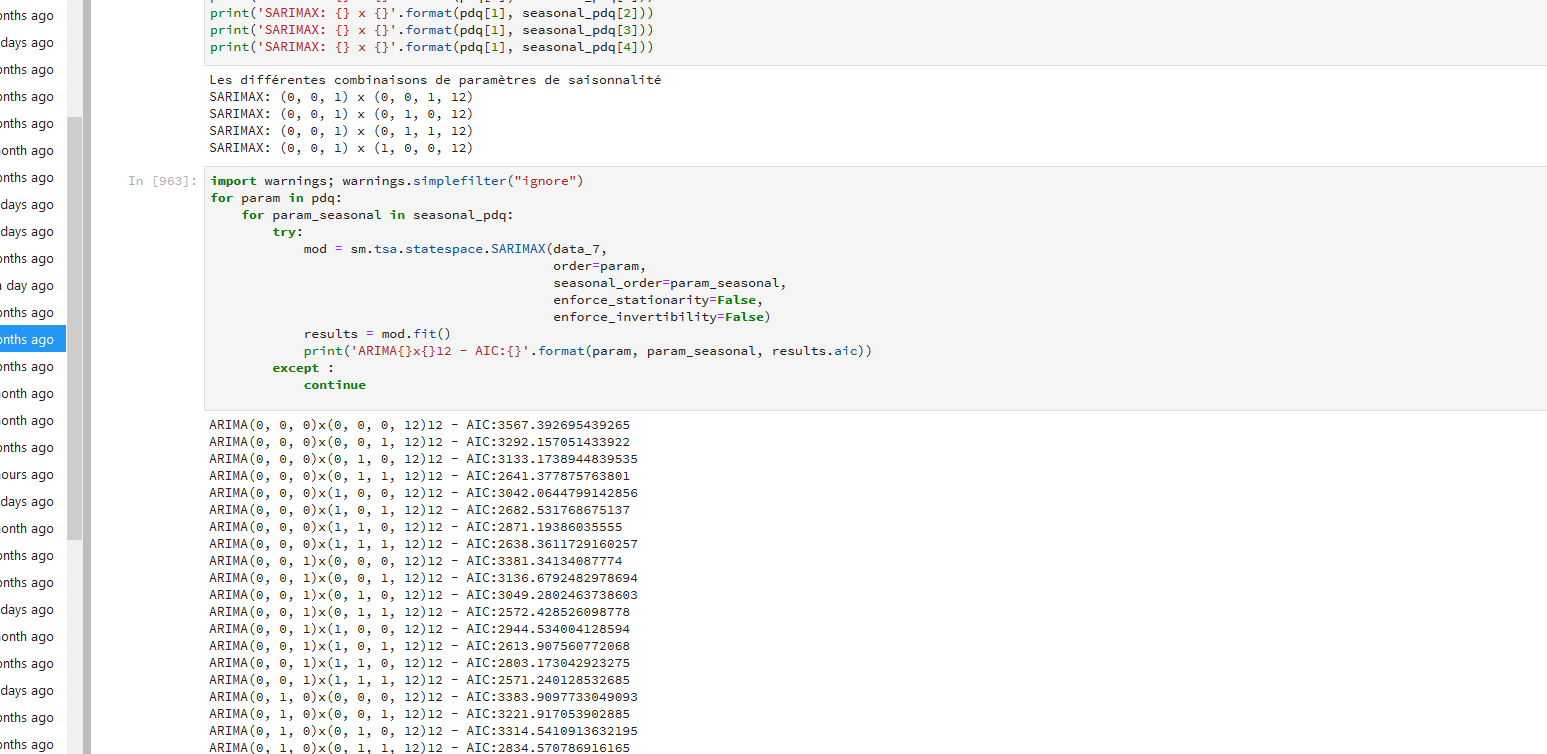 onths ago
days ago
onths ago
onths ago
onths ago
onth ago
onths ago
days ago
days ago
onths ago
a day ago
onths ago
onths ago
onths ago
onth ago
onth ago
onths ago
ours ago
days ago
onth ago
onths ago
onths ago
days ago
onth ago
onths ago
days ago
onths ago
onths ago
print('SARIMAX: {} x {}'.format(pdq[1], seasonal_pdq[2]))
print('SARIMAX: {} x {}'.format(pdq[1], seasonal_pdq[3]))
print('SARIMAX: {} x {}'.format(pdq[1], seasonal_pdq[4]))
Les différentes combinaisons de paramètres de saisonnalité
SARIMAX: (0, 0, 1) x (0, 0, 1, 12)
SARIMAX: (0, 0, 1) x (0, 1, 0, 12)
SARIMAX: (0, 0, 1) x (0, 1, 1, 12)
SARIMAX: (0, 0, 1) x (1, 0, 0, 12)
In [963]:
import warnings; warnings.simplefilter("ignore")
for param in pdq:
    for param_seasonal in seasonal_pdq:
        try:
            mod = sm.tsa.statespace.SARIMAX(data_7,
                                            order=param,
                                            seasonal_order=param_seasonal,
                                            enforce_stationarity=False,
                                            enforce_invertibility=False)
            results = mod.fit()
            print('ARIMA{}x{}12 - AIC:{}'.format(param, param_seasonal, results.aic))
        except :
            continue
ARIMA(0, 0, 0)x(0, 0, 0, 12)12 - AIC:3567.392695439265
ARIMA(0, 0, 0)x(0, 0, 1, 12)12 - AIC:3292.157051433922
ARIMA(0, 0, 0)x(0, 1, 0, 12)12 - AIC:3133.1738944839535
ARIMA(0, 0, 0)x(0, 1, 1, 12)12 - AIC:2641.377875763801
ARIMA(0, 0, 0)x(1, 0, 0, 12)12 - AIC:3042.0644799142856
ARIMA(0, 0, 0)x(1, 0, 1, 12)12 - AIC:2682.531768675137
ARIMA(0, 0, 0)x(1, 1, 0, 12)12 - AIC:2871.19386035555
ARIMA(0, 0, 0)x(1, 1, 1, 12)12 - AIC:2638.3611729160257
ARIMA(0, 0, 1)x(0, 0, 0, 12)12 - AIC:3381.34134087774
ARIMA(0, 0, 1)x(0, 0, 1, 12)12 - AIC:3136.6792482978694
ARIMA(0, 0, 1)x(0, 1, 0, 12)12 - AIC:3049.2802463738603
ARIMA(0, 0, 1)x(0, 1, 1, 12)12 - AIC:2572.428526098778
ARIMA(0, 0, 1)x(1, 0, 0, 12)12 - AIC:2944.534004128594
ARIMA(0, 0, 1)x(1, 0, 1, 12)12 - AIC:2613.907560772068
ARIMA(0, 0, 1)x(1, 1, 0, 12)12 - AIC:2803.173042923275
ARIMA(0, 0, 1)x(1, 1, 1, 12)12 - AIC:2571.240128532685
ARIMA(0, 1, 0)x(0, 0, 0, 12)12 - AIC:3383.9097733049093
ARIMA(0, 1, 0)x(0, 0, 1, 12)12 - AIC:3221.917053902885
ARIMA(0, 1, 0)x(0, 1, 0, 12)12 - AIC:3314.5410913632195
ARIMA(0, 1, 0)x(0, 1, 1, 12)12 - AIC:2834.570786916165